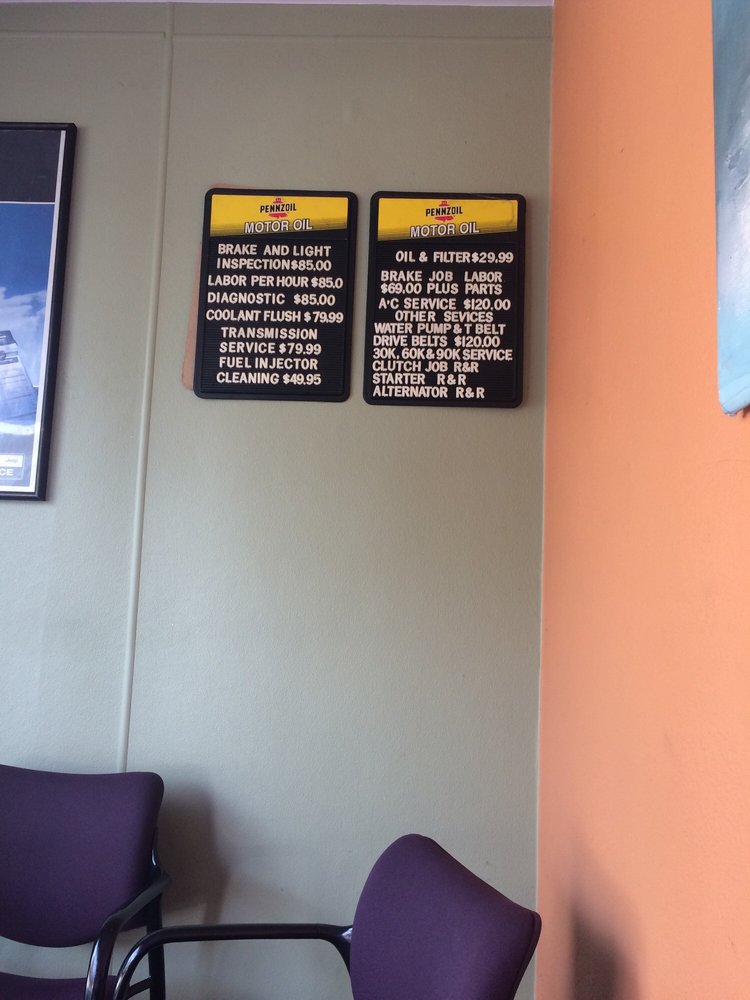 PENNZOIL
MOTOR OIL
BRAKE AND LIGHT
INSPECTION$85.00
LABOR PER HOUR $85.0
DIAGNOSTIC $85.00
COOLANT FLUSH $79.99
TRANSMISSION
SERVICE $79.99
FUEL INJECTOR
CLEANING $49.95
PENNZOIL
MOTOR OIL
OIL & FILTER$29.99
BRAKE JOB LABOR
$69.00 PLUS PARTS
A'C SERVICE $120.00
OTHER SEVICES
WATER PUMP & T BELT
DRIVE BELTS $120.00
30K, 60K & 90K SERVICE
CLUTCH JOB R&R
STARTER R & R
ALTERNATOR R & R
Jeep
CE